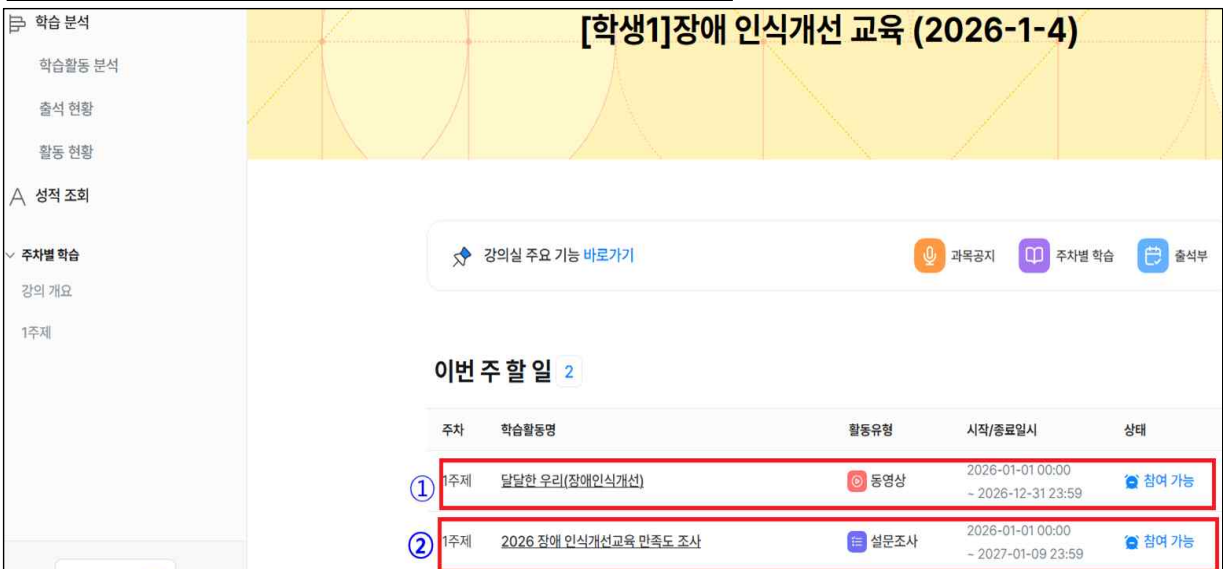 학습 분석
학습활동 분석
출석 현황
활동 현황
성적 조회
주차별 학습
강의 개요
1주제
[학생1]장애 인식개선 교육 (2026-1-4)
강의실 주요 기능 바로가기
과목공지 주차별 학습 출석부
이번 주 할 일 2
주차 학습활동명 활동유형 시작/종료일시 상태
① 1주제 달달한 우리(장애인식개선) 동영상 2026-01-01 00:00 참여 가능
~ 2026-12-31 23:59
② 1주제 2026 장애 인식개선교육 만족도 조사 설문조사 2026-01-01 00:00 참여 가능
~ 2027-01-09 23:59